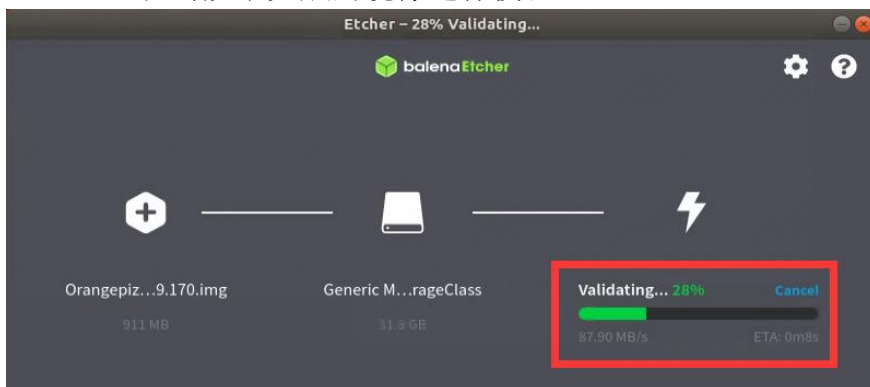 Etcher – 28% Validating...
balenaEtcher
Orangepiz...9.170.img
Generic M...rageClass
Validating... 28%
Cancel
911 MB
31.9 GB
87.90 MB/s
ETA: 0m8s